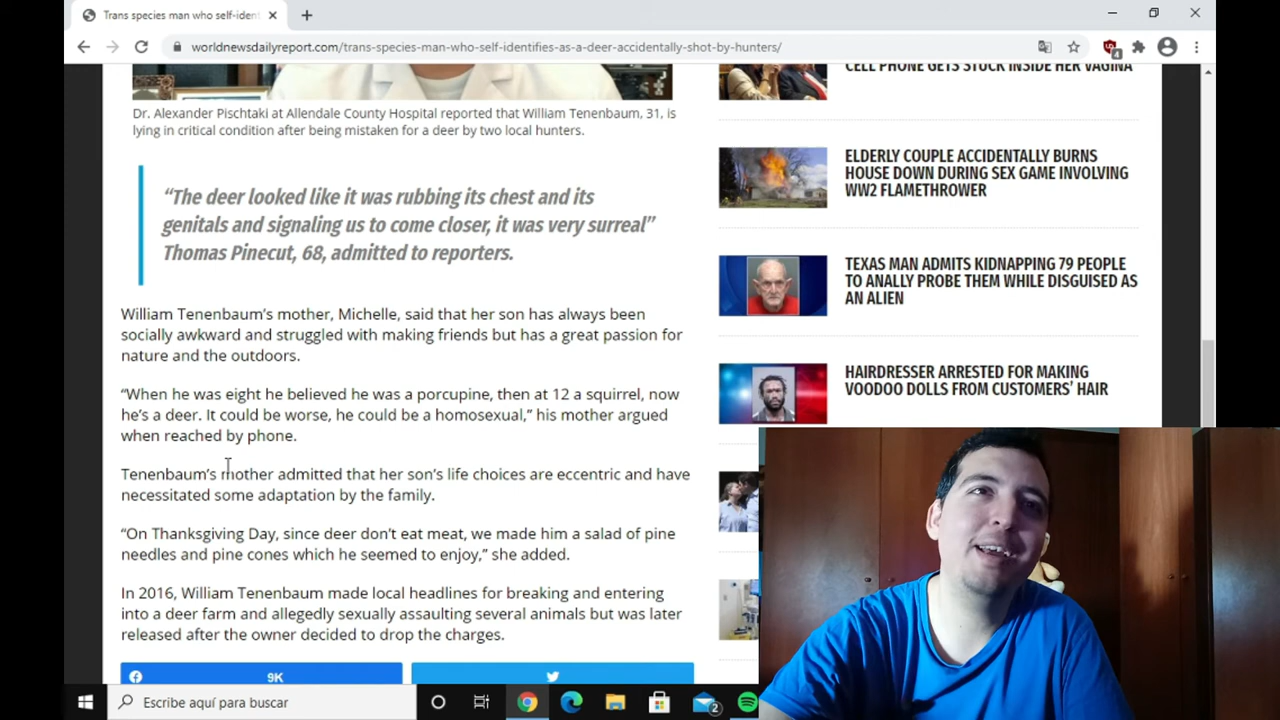 Trans species man who self-ident
worldnewsdailyreport.com/trans-species-man-who-self-identifies-as-a-deer-accidentally-shot-by-hunters/
4
Dr. Alexander Pischtaki at Allendale County Hospital reported that William Tenenbaum, 31, is
lying in critical condition after being mistaken for a deer by two local hunters.
“The deer looked like it was rubbing its chest and its
genitals and signaling us to come closer, it was very surreal”
Thomas Pinecut, 68, admitted to reporters.
William Tenenbaum’s mother, Michelle, said that her son has always been
socially awkward and struggled with making friends but has a great passion for
nature and the outdoors.
“When he was eight he believed he was a porcupine, then at 12 a squirrel, now
he’s a deer. It could be worse, he could be a homosexual,” his mother argued
when reached by phone.
Tenenbaum’s mother admitted that her son’s life choices are eccentric and have
necessitated some adaptation by the family.
“On Thanksgiving Day, since deer don’t eat meat, we made him a salad of pine
needles and pine cones which he seemed to enjoy,” she added.
In 2016, William Tenenbaum made local headlines for breaking and entering
into a deer farm and allegedly sexually assaulting several animals but was later
released after the owner decided to drop the charges.
9K
CELL PHONE GETS STUCK INSIDE HER VAGINA
ELDERLY COUPLE ACCIDENTALLY BURNS
HOUSE DOWN DURING SEX GAME INVOLVING
WW2 FLAMETHROWER
TEXAS MAN ADMITS KIDNAPPING 79 PEOPLE
TO ANALLY PROBE THEM WHILE DISGUISED AS
AN ALIEN
HAIRDRESSER ARRESTED FOR MAKING
VOODOO DOLLS FROM CUSTOMERS’ HAIR
Escribe aquí para buscar
2